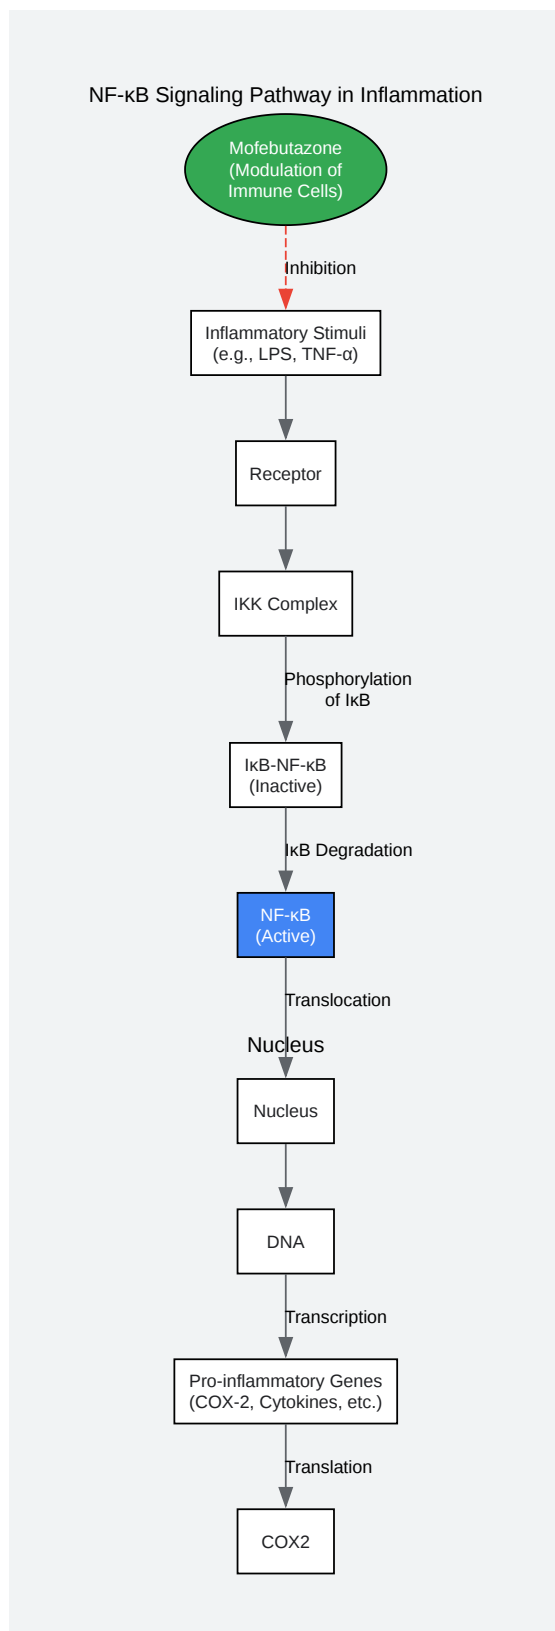 NF-κB Signaling Pathway in Inflammation
Mofebutazone
(Modulation of
Immune Cells)
Inhibition
Inflammatory Stimuli
(e.g., LPS, TNF-α)
Receptor
IKK Complex
Phosphorylation
of IκB
IκB-NF-κB
(Inactive)
IκB Degradation
NF-κB
(Active)
Translocation
Nucleus
Nucleus
DNA
Transcription
Pro-inflammatory Genes
(COX-2, Cytokines, etc.)
Translation
COX2